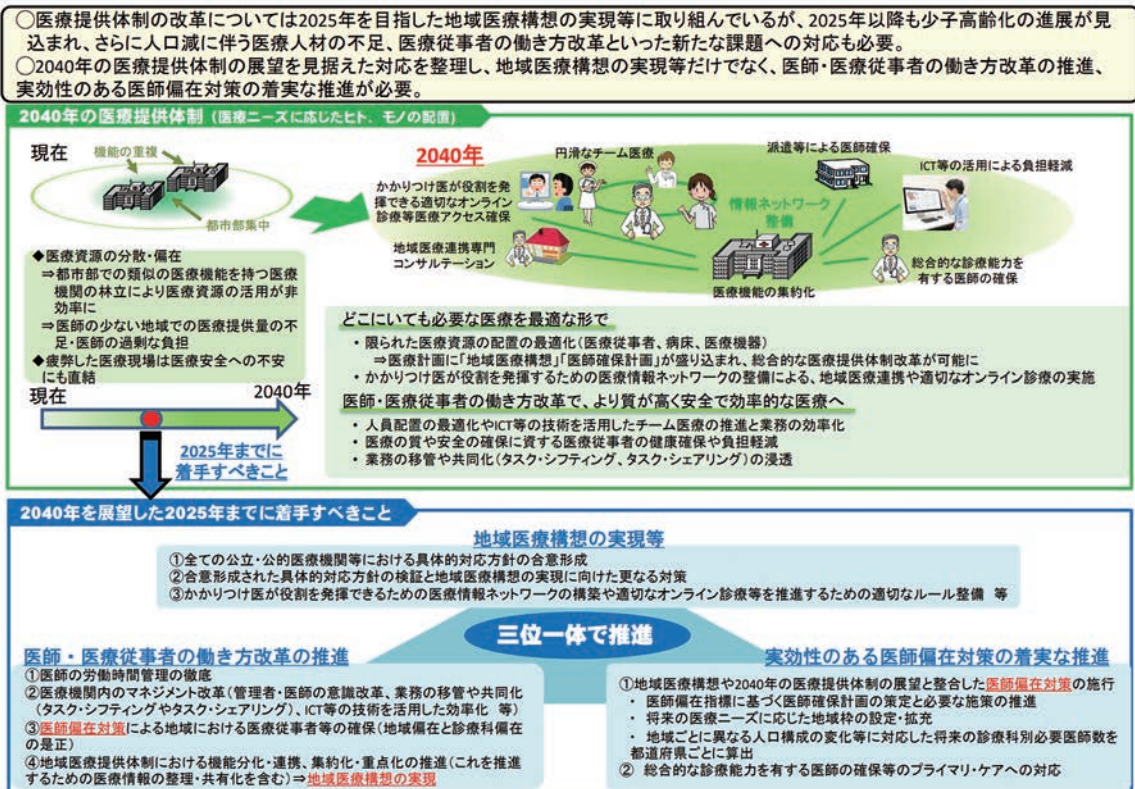 ○医療提供体制の改革については2025年を目指した地域医療構想の実現等に取り組んでいるが、2025年以降も少子高齢化の進展が見
込まれ、さらに人口減に伴う医療人材の不足、医療従事者の働き方改革といった新たな課題への対応も必要。
○2040年の医療提供体制の展望を見据えた対応を整理し、地域医療構想の実現等だけでなく、医師・医療従事者の働き方改革の推進、
実効性のある医師偏在対策の着実な推進が必要。
2040年の医療提供体制（医療ニーズに応じたヒト、モノの配置）
現在
機能の重複
都市部集中
2040年
かかりつけ医が役割を発
揮できる適切なオンライン
診療等医療アクセス確保
円滑なチーム医療
派遣等による医師確保
ICT等の活用による負担軽減
情報ネットワーク
整備
地域医療連携専門
コンサルテーション
医療機能の集約化
総合的な診療能力を
有する医師の確保
◆医療資源の分散・偏在
⇒都市部での類似の医療機能を持つ医療
機関の林立により医療資源の活用が非
効率に
⇒医師の少ない地域での医療提供量の不
足・医師の過剰な負担
◆疲弊した医療現場は医療安全への不安
にも直結
どこにいても必要な医療を最適な形で
・限られた医療資源の配置の最適化（医療従事者、病床、医療機器）
⇒医療計画に「地域医療構想」「医師確保計画」が盛り込まれ、総合的な医療提供体制改革が可能に
・かかりつけ医が役割を発揮するための医療情報ネットワークの整備による、地域医療連携や適切なオンライン診療の実施
医師・医療従事者の働き方改革で、より質が高く安全で効率的な医療へ
・人員配置の最適化やICT等の技術を活用したチーム医療の推進と業務の効率化
・医療の質や安全の確保に資する医療従事者の健康確保や負担軽減
・業務の移管や共同化（タスク・シフティング、タスク・シェアリング）の浸透
現在
2040年
2025年までに
着手すべきこと
2040年を展望した2025年までに着手すべきこと
地域医療構想の実現等
①全ての公立・公的医療機関等における具体的対応方針の合意形成
②合意形成された具体的対応方針の検証と地域医療構想の実現に向けた更なる対策
③かかりつけ医が役割を発揮できるための医療情報ネットワークの構築や適切なオンライン診療等を推進するための適切なルール整備 等
三位一体で推進
医師・医療従事者の働き方改革の推進
①医師の労働時間管理の徹底
②医療機関内のマネジメント改革（管理者・医師の意識改革、業務の移管や共同化
（タスク・シフティングやタスク・シェアリング）、ICT等の技術を活用した効率化 等）
③医師偏在対策による地域における医療従事者等の確保（地域偏在と診療科偏在
の是正）
④地域医療提供体制における機能分化・連携、集約化・重点化の推進（これを推進
するための医療情報の整理・共有化を含む）⇒地域医療構想の実現
実効性のある医師偏在対策の着実な推進
①地域医療構想や2040年の医療提供体制の展望と整合した医師偏在対策の施行
・ 医師偏在指標に基づく医師確保計画の策定と必要な施策の推進
・ 将来の医療ニーズに応じた地域枠の設定・拡充
・ 地域ごとに異なる人口構成の変化等に対応した将来の診療科別必要医師数を
都道府県ごとに算出
② 総合的な診療能力を有する医師の確保等のプライマリ・ケアへの対応